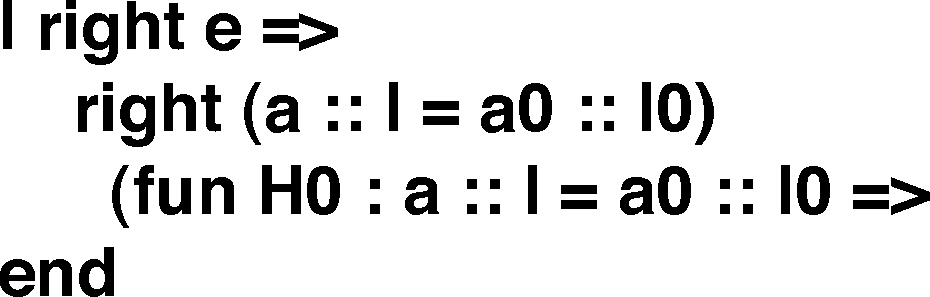 | right e =>
right (a :: l = a0 :: l0)
(fun H0 : a :: l = a0 :: l0 =>
end